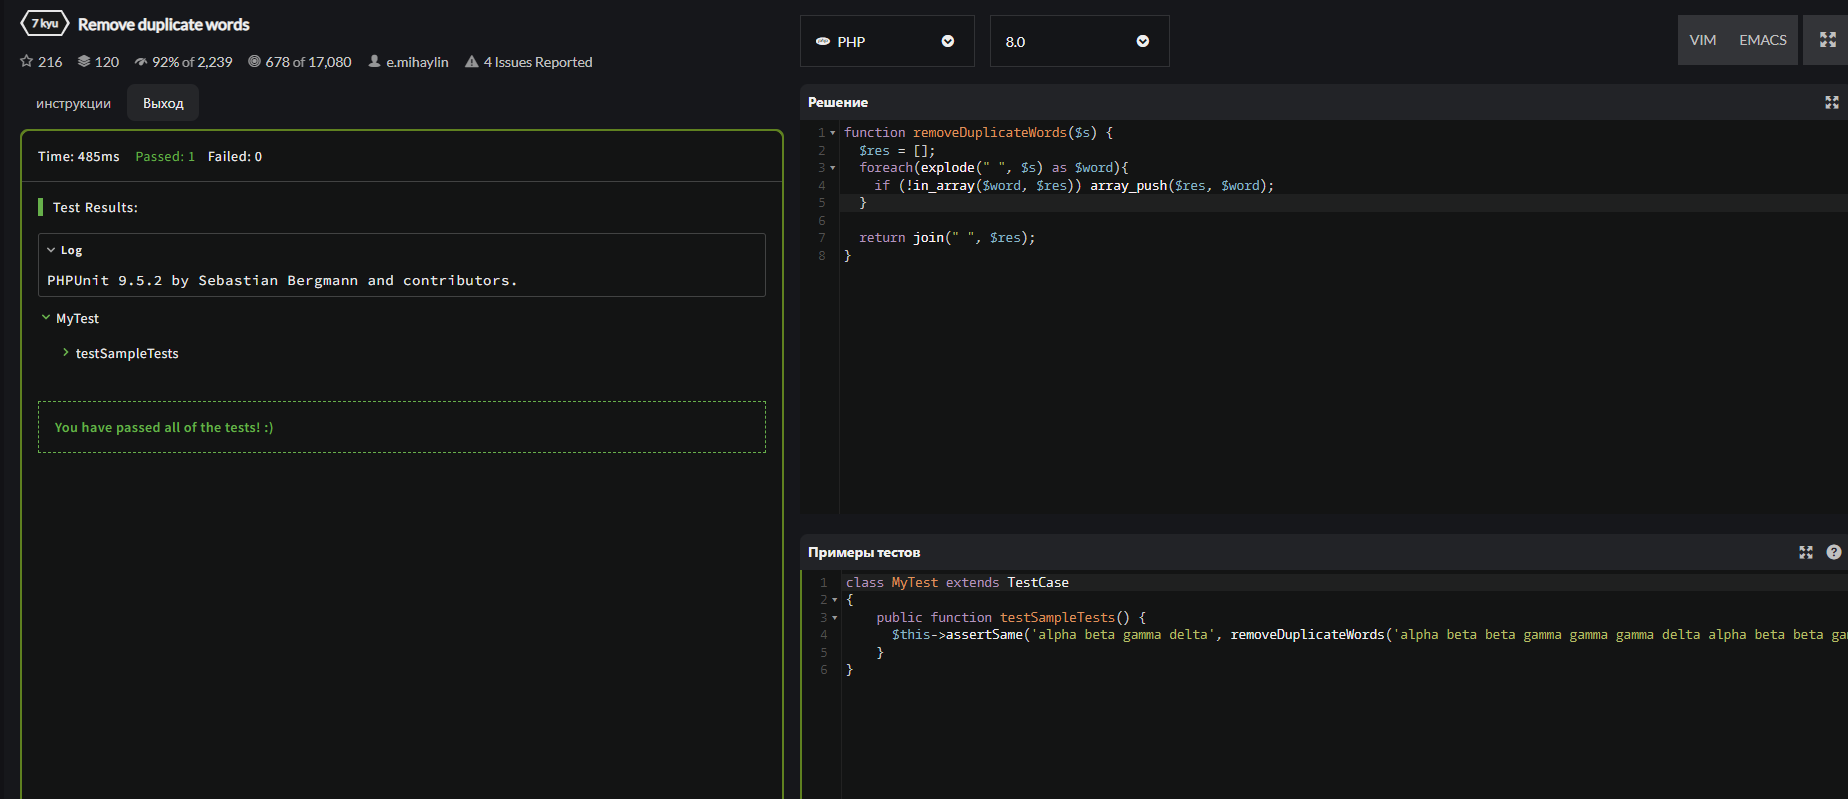 7 kyu Remove duplicate words
216 120 92% of 2,239 678 of 17,080 e.mihaylin 4 Issues Reported
инструкции Выход
Time: 485ms Passed: 1 Failed: 0
Test Results:
Log
PHPUnit 9.5.2 by Sebastian Bergmann and contributors.
MyTest
testSampleTests
You have passed all of the tests! :)
PHP 8.0 VIM EMACS
Решение
1 function removeDuplicateWords($s) {
2 $res = [];
3 foreach(explode(" ", $s) as $word){
4 if (!in_array($word, $res)) array_push($res, $word);
5 }
6
7 return join(" ", $res);
8 }
Примеры тестов
1 class MyTest extends TestCase
2 {
3 public function testSampleTests() {
4 $this->assertSame('alpha beta gamma delta', removeDuplicateWords('alpha beta beta gamma gamma gamma delta alpha beta beta ga
5 }
6 }